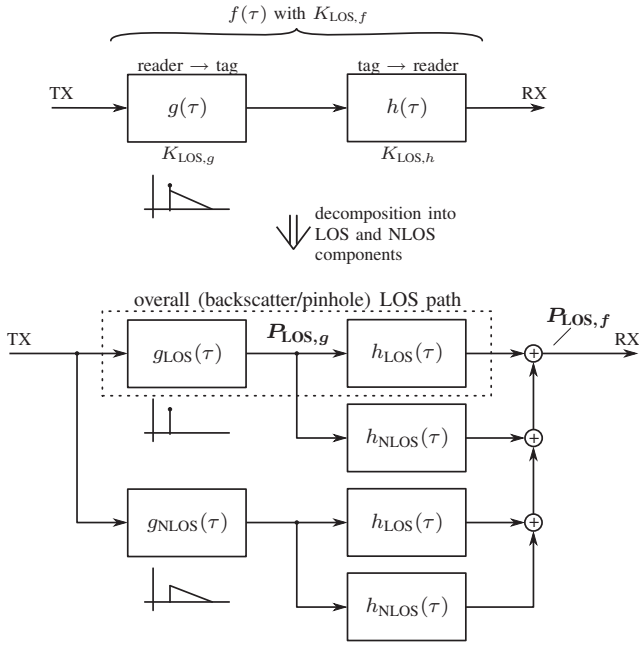 f(τ) with K_LOS,f
reader → tag
tag → reader
TX
g(τ)
h(τ)
RX
K_LOS,g
K_LOS,h
decomposition into
LOS and NLOS
components
overall (backscatter/pinhole) LOS path
TX
g_LOS(τ)
P_LOS,g
h_LOS(τ)
P_LOS,f
RX
h_NLOS(τ)
g_NLOS(τ)
h_LOS(τ)
h_NLOS(τ)